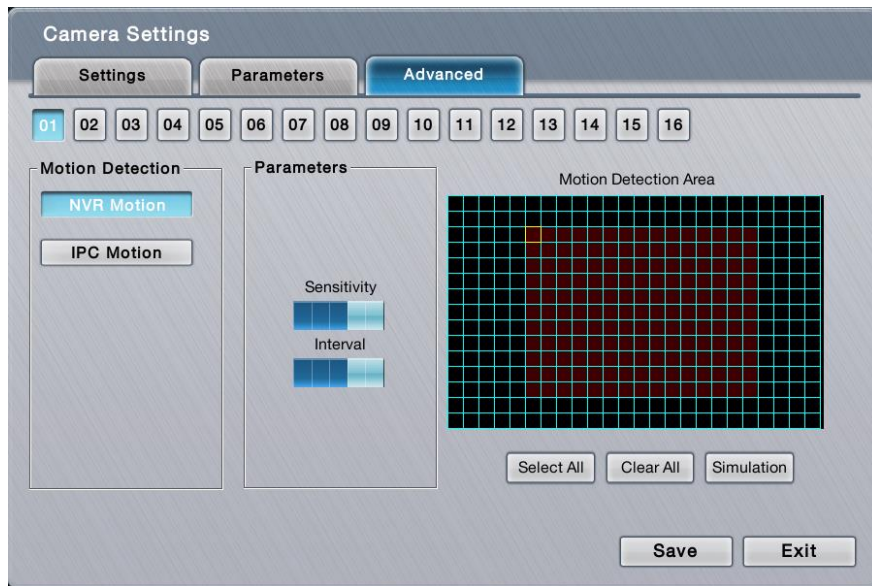 Camera Settings
Settings Parameters Advanced
01 02 03 04 05 06 07 08 09 10 11 12 13 14 15 16
Motion Detection
NVR Motion
IPC Motion
Parameters
Sensitivity
Interval
Motion Detection Area
Select All Clear All Simulation
Save Exit